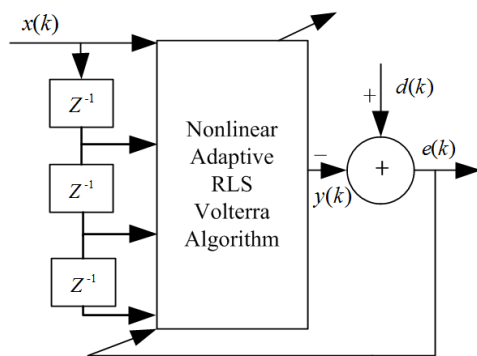 x(k)
Z⁻¹
Z⁻¹
Z⁻¹
Nonlinear
Adaptive
RLS
Volterra
Algorithm
+
d(k)
−
+
e(k)
y(k)